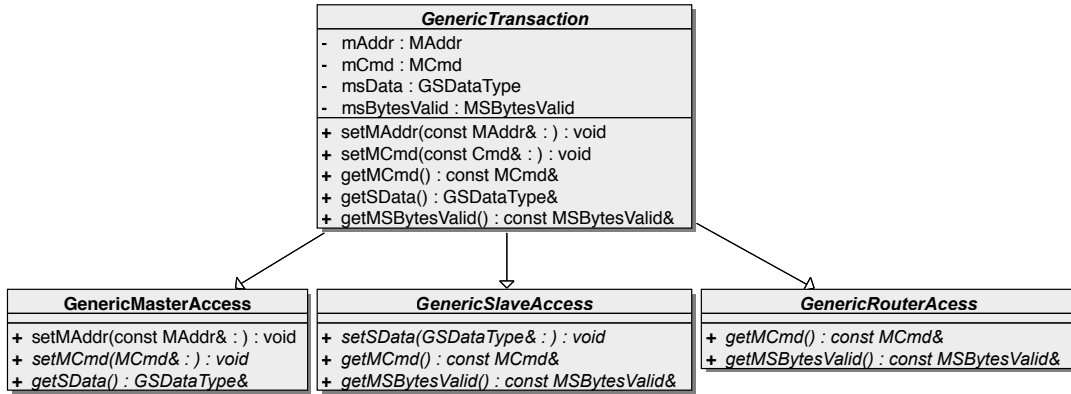 GenericTransaction
- mAddr : MAddr
- mCmd : MCmd
- msData : GSDataType
- msBytesValid : MSBytesValid
+ setMAddr(const MAddr& : ) : void
+ setMCmd(const Cmd& : ) : void
+ getMCmd() : const MCmd&
+ getSData() : GSDataType&
+ getMSBytesValid() : const MSBytesValid&
GenericMasterAccess
+ setMAddr(const MAddr& : ) : void
+ setMCmd(MCmd& : ) : void
+ getSData() : GSDataType&
GenericSlaveAccess
+ setSData(GSDataType& : ) : void
+ getMCmd() : const MCmd&
+ getMSBytesValid() : const MSBytesValid&
GenericRouterAcess
+ getMCmd() : const MCmd&
+ getMSBytesValid() : const MSBytesValid&